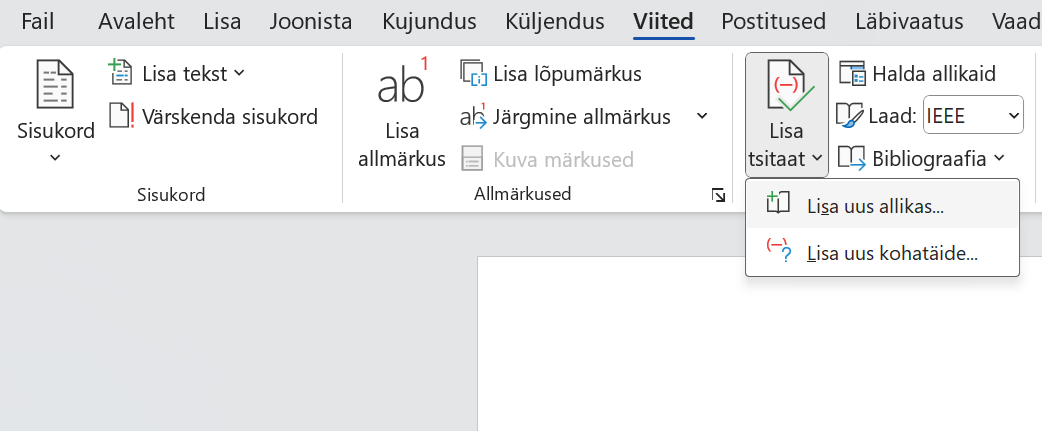 Fail Avaleht Lisa Joonista Kujundus Küljendus Viited Postitused Läbivaatus Vaad
Sisukord
Lisa tekst
Värskenda sisukord
Sisukord
ab1
Lisa
allmärkus
Lisa lõpumärkus
ab1 Järgmine allmärkus
Kuva märkused
Allmärkused
Lisa
tsitaat
Halda allikaid
Laad: IEEE
Bibliograafia
Lisa uus allikas...
Lisa uus kohatäide...